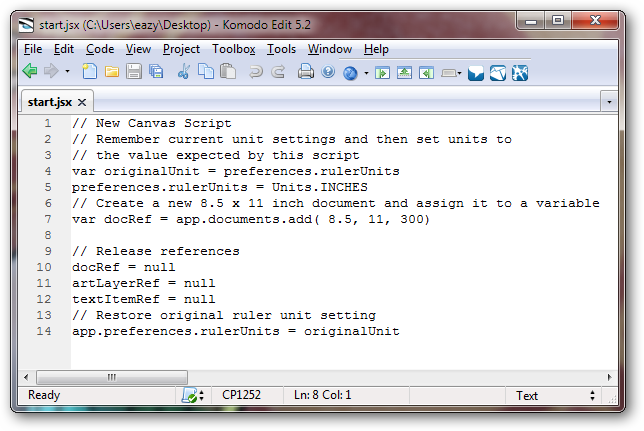 start.jsx (C:\Users\eazy\Desktop) - Komodo Edit 5.2
File Edit Code View Project Toolbox Tools Window Help
start.jsx
1 // New Canvas Script
2 // Remember current unit settings and then set units to
3 // the value expected by this script
4 var originalUnit = preferences.rulerUnits
5 preferences.rulerUnits = Units.INCHES
6 // Create a new 8.5 x 11 inch document and assign it to a variable
7 var docRef = app.documents.add( 8.5, 11, 300)
8
9 // Release references
10 docRef = null
11 artLayerRef = null
12 textItemRef = null
13 // Restore original ruler unit setting
14 app.preferences.rulerUnits = originalUnit
Ready CP1252 Ln: 8 Col: 1 Text